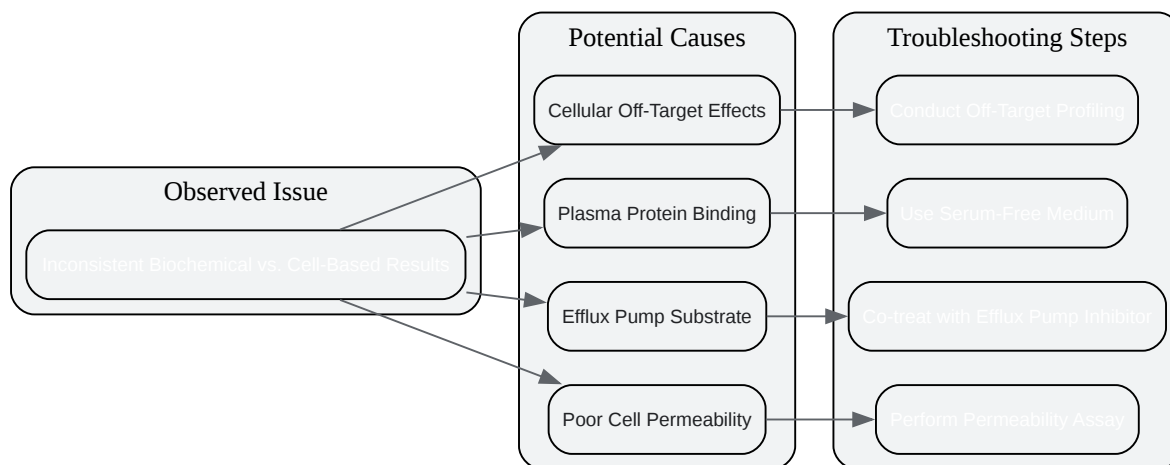 Observed Issue
Inconsistent Biochemical vs. Cell-Based Results
Potential Causes
Cellular Off-Target Effects
Plasma Protein Binding
Efflux Pump Substrate
Poor Cell Permeability
Troubleshooting Steps
Conduct Off-Target Profiling
Use Serum-Free Medium
Co-treat with Efflux Pump Inhibitor
Perform Permeability Assay